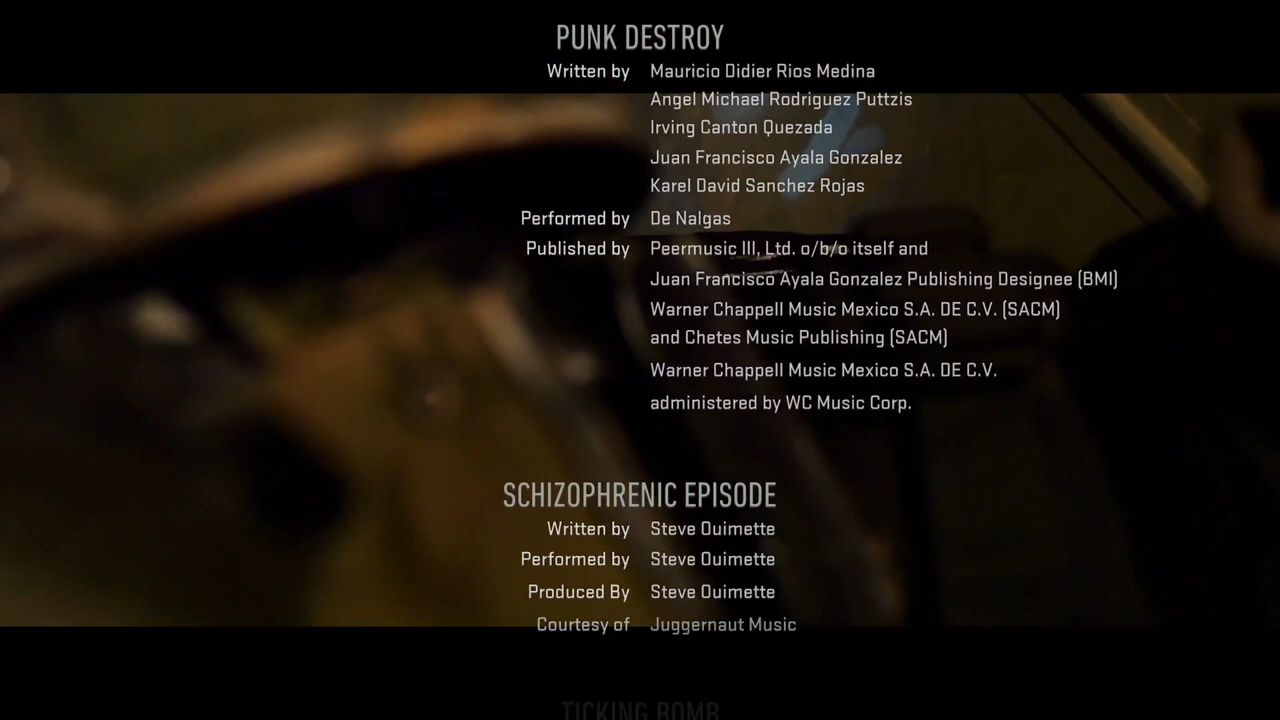 PUNK DESTROY
Written by Mauricio Didier Rios Medina
Angel Michael Rodriguez Puttzis
Irving Canton Quezada
Juan Francisco Ayala Gonzalez
Karel David Sanchez Rojas
Performed by De Nalgas
Published by Peermusic III, Ltd. o/b/o itself and
Juan Francisco Ayala Gonzalez Publishing Designee (BMI)
Warner Chappell Music Mexico S.A. DE C.V. (SACM)
and Chetes Music Publishing (SACM)
Warner Chappell Music Mexico S.A. DE C.V.
administered by WC Music Corp.
SCHIZOPHRENIC EPISODE
Written by Steve Ouimette
Performed by Steve Ouimette
Produced By Steve Ouimette
Courtesy of Juggernaut Music
TICKING BOMB